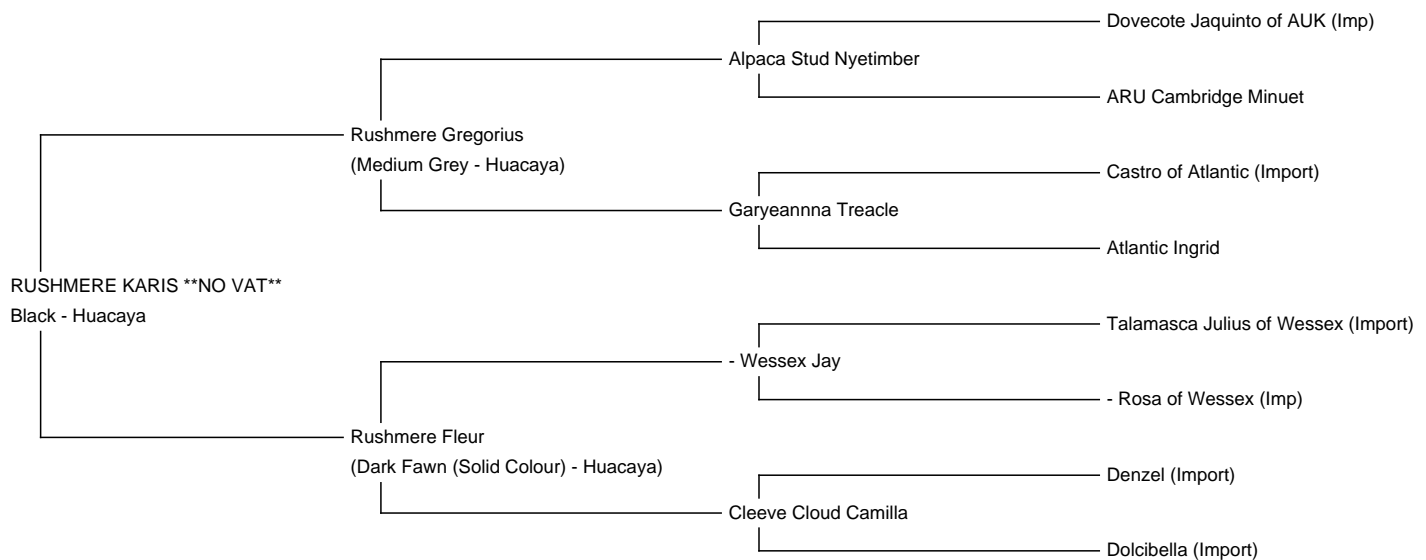 Dovecote Jaquinto of AUK (Imp)
Alpaca Stud Nyetimber
ARU Cambridge Minuet
Rushmere Gregorius
(Medium Grey - Huacaya)
Castro of Atlantic (Import)
Garyeannna Treacle
Atlantic Ingrid
RUSHMERE KARIS **NO VAT**
Black - Huacaya
Talamasca Julius of Wessex (Import)
- Wessex Jay
- Rosa of Wessex (Imp)
Rushmere Fleur
(Dark Fawn (Solid Colour) - Huacaya)
Denzel (Import)
Cleeve Cloud Camilla
Dolcibella (Import)